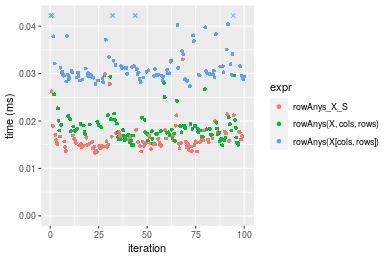 0.04
0.03
0.02
0.01
0.00
time (ms)
0
25
50
75
100
iteration
expr
rowAnys_X_S
rowAnys(X, cols, rows)
rowAnys(X[cols, rows])